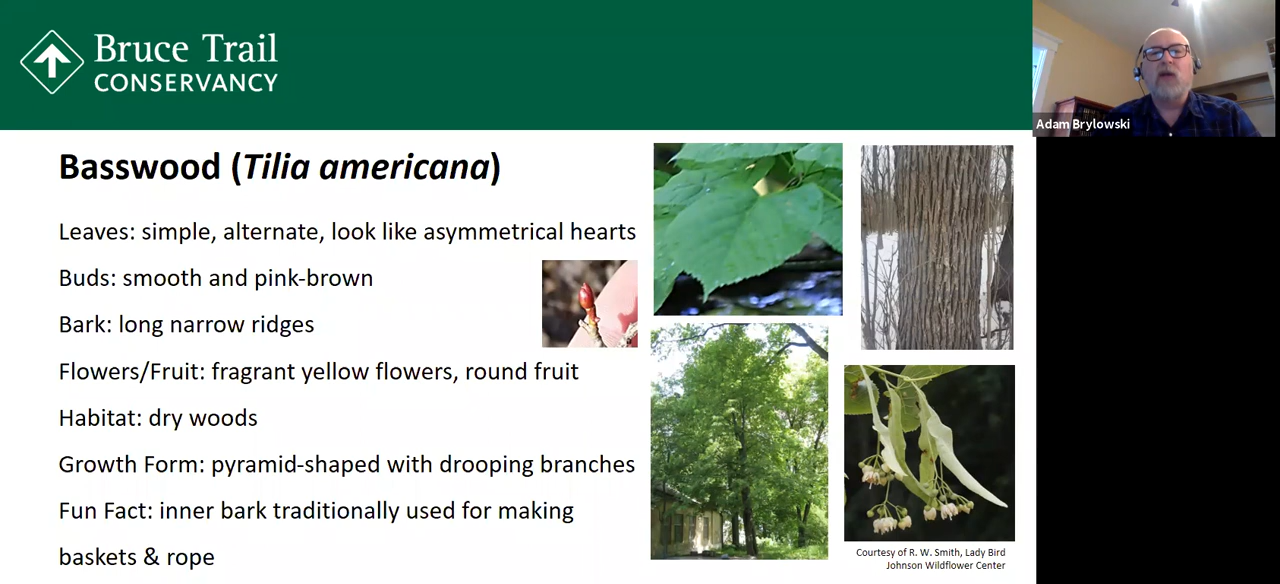 Bruce Trail
CONSERVANCY
Adam Brylowski
Basswood (Tilia americana)
Leaves: simple, alternate, look like asymmetrical hearts
Buds: smooth and pink-brown
Bark: long narrow ridges
Flowers/Fruit: fragrant yellow flowers, round fruit
Habitat: dry woods
Growth Form: pyramid-shaped with drooping branches
Fun Fact: inner bark traditionally used for making
baskets & rope
Courtesy of R. W. Smith, Lady Bird
Johnson Wildflower Center